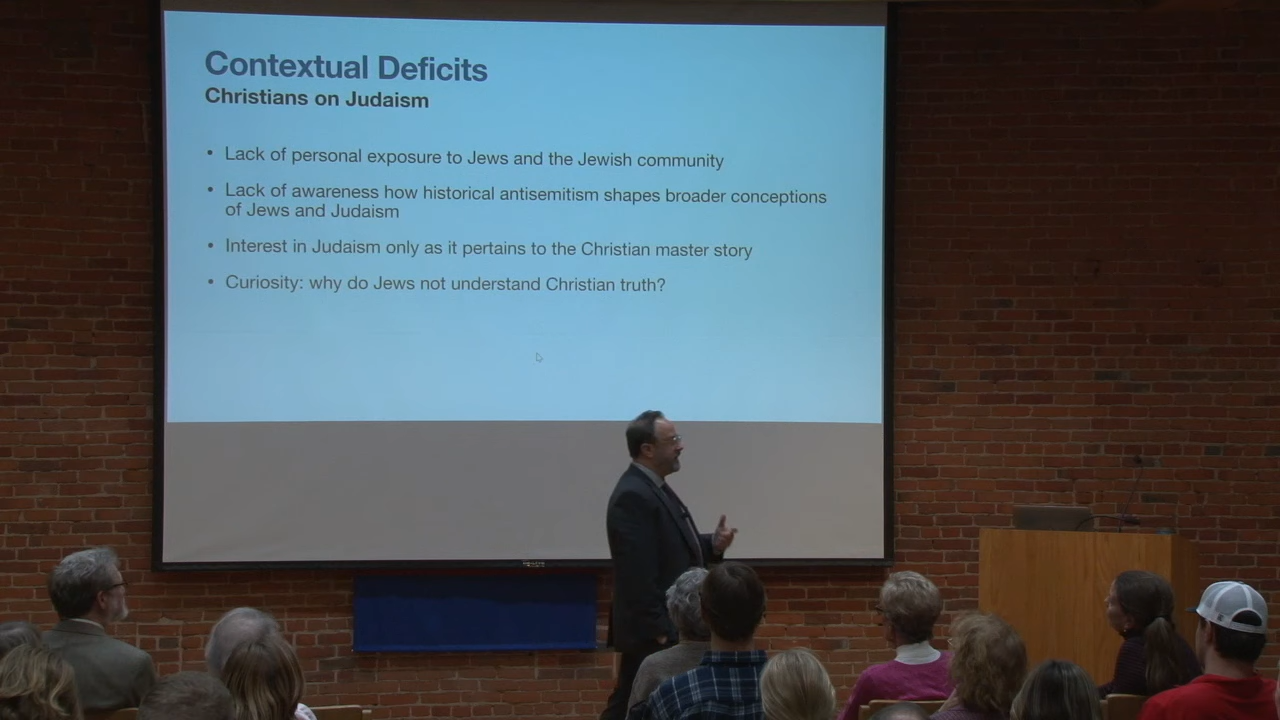 Contextual Deficits
Christians on Judaism
• Lack of personal exposure to Jews and the Jewish community
• Lack of awareness how historical antisemitism shapes broader conceptions
of Jews and Judaism
• Interest in Judaism only as it pertains to the Christian master story
• Curiosity: why do Jews not understand Christian truth?